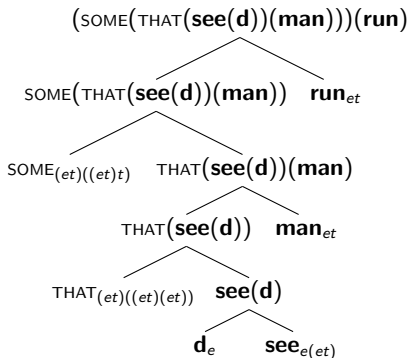 (SOME(THAT(see(d))(man)))(run)
SOME(THAT(see(d))(man)) run_et
SOME_(et)((et)t) THAT(see(d))(man)
THAT(see(d)) man_et
THAT_(et)((et)(et)) see(d)
d_e see_e(et)